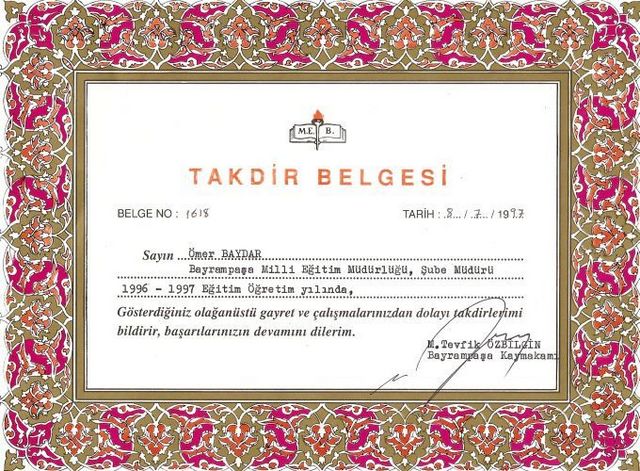 M.E. B.
TAKDİR BELGESİ
BELGE NO : 1618 TARİH : .8... / .7... / 1997
Sayın Ömer BAYDAR
Bayrampaşa Milli Eğitim Müdürlüğü, Şube Müdürü
1996 - 1997 Eğitim Öğretim yılında,
Gösterdiğiniz olağanüstü gayret ve çalışmalarınızdan dolayı takdirlerimi
bildirir, başarılarınızın devamını dilerim.
M.Tevfik ÖZBİLGİN
Bayrampaşa Kaymakamı